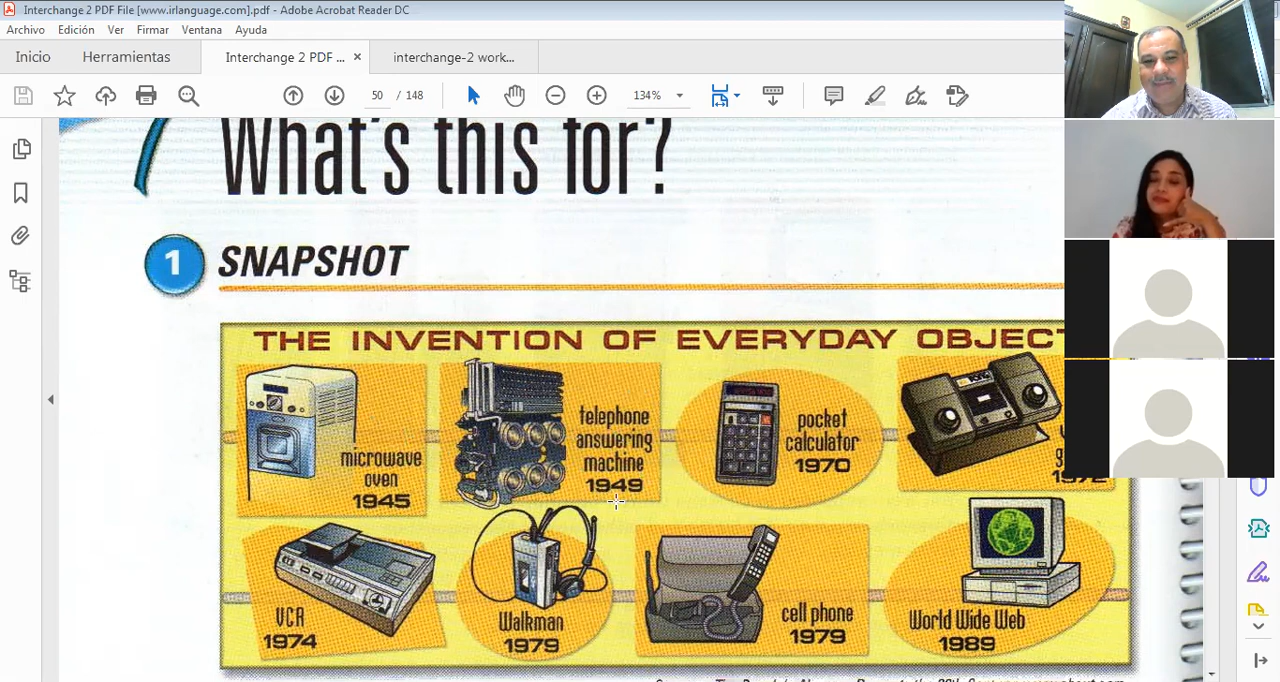 Interchange 2 PDF File [www.irlanguage.com].pdf - Adobe Acrobat Reader DC
Archivo Edición Ver Firmar Ventana Ayuda
Inicio Herramientas Interchange 2 PDF ... × interchange-2 work...
50 / 148 134%
7 What's this for?
1 SNAPSHOT
THE INVENTION OF EVERYDAY OBJECT
microwave
oven
1945
telephone
answering
machine
1949
pocket
calculator
1970
1972
VCR
1974
Walkman
1979
cell phone
1979
World Wide Web
1989